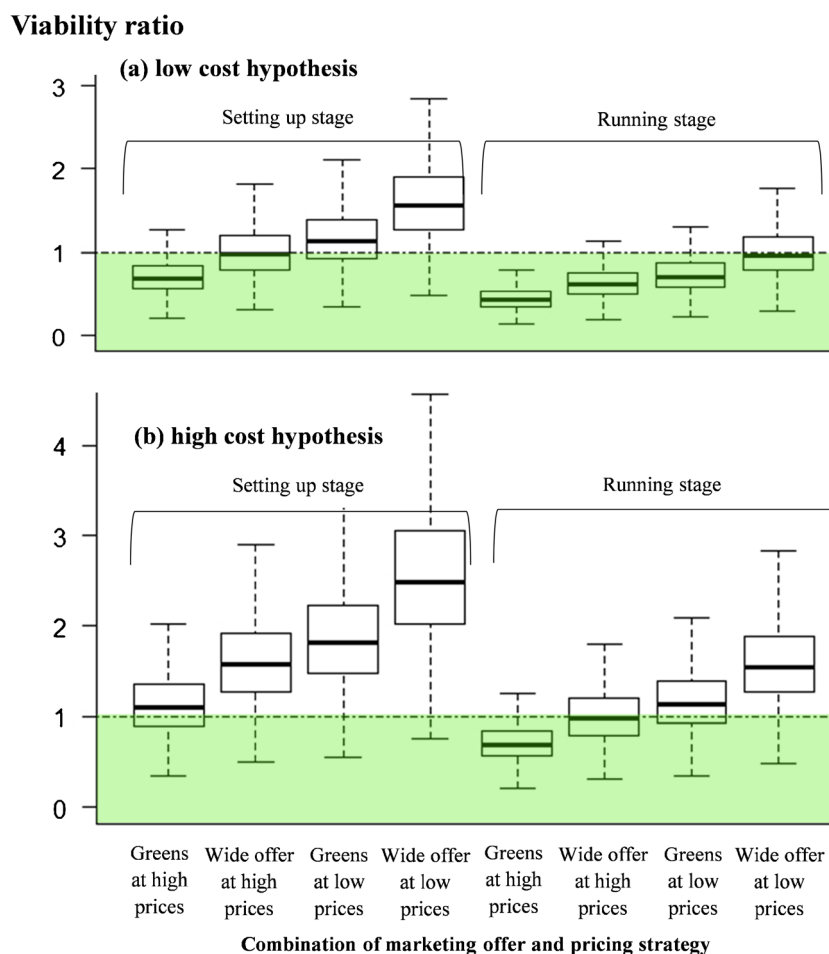 Viability ratio
(a) low cost hypothesis
3
Setting up stage
Running stage
2
1
0
(b) high cost hypothesis
4
Setting up stage
Running stage
3
2
1
0
Greens Wide offer Greens Wide offer Greens Wide offer Greens Wide offer
at high at high at low at low at high at high at low at low
prices prices prices prices prices prices prices prices
Combination of marketing offer and pricing strategy